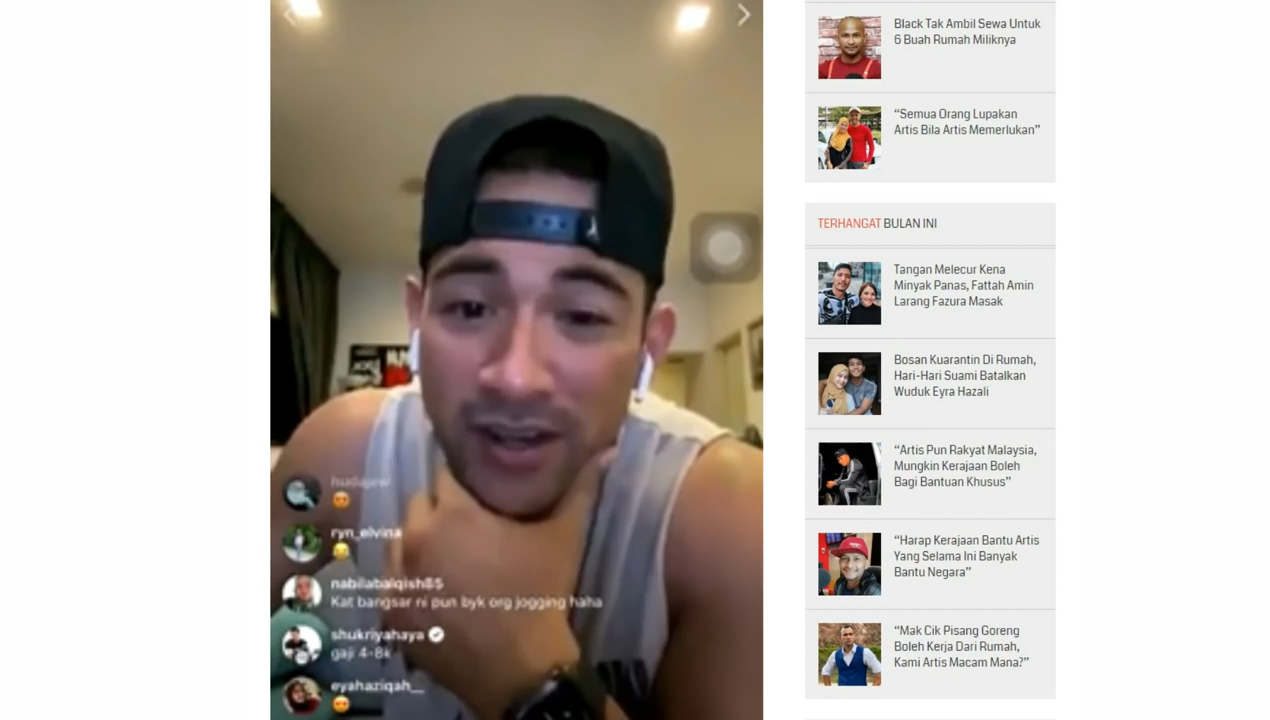 hudajew
ryn_elvina
nabilabalqish85
Kat bangsar ni pun byk org jogging haha
shukriyahaya
gaji 4-8k
eyahaziqah__
Black Tak Ambil Sewa Untuk
6 Buah Rumah Miliknya
“Semua Orang Lupakan
Artis Bila Artis Memerlukan”
TERHANGAT BULAN INI
Tangan Melecur Kena
Minyak Panas, Fattah Amin
Larang Fazura Masak
Bosan Kuarantin Di Rumah,
Hari-Hari Suami Batalkan
Wuduk Eyra Hazali
“Artis Pun Rakyat Malaysia,
Mungkin Kerajaan Boleh
Bagi Bantuan Khusus”
“Harap Kerajaan Bantu Artis
Yang Selama Ini Banyak
Bantu Negara”
“Mak Cik Pisang Goreng
Boleh Kerja Dari Rumah,
Kami Artis Macam Mana?”